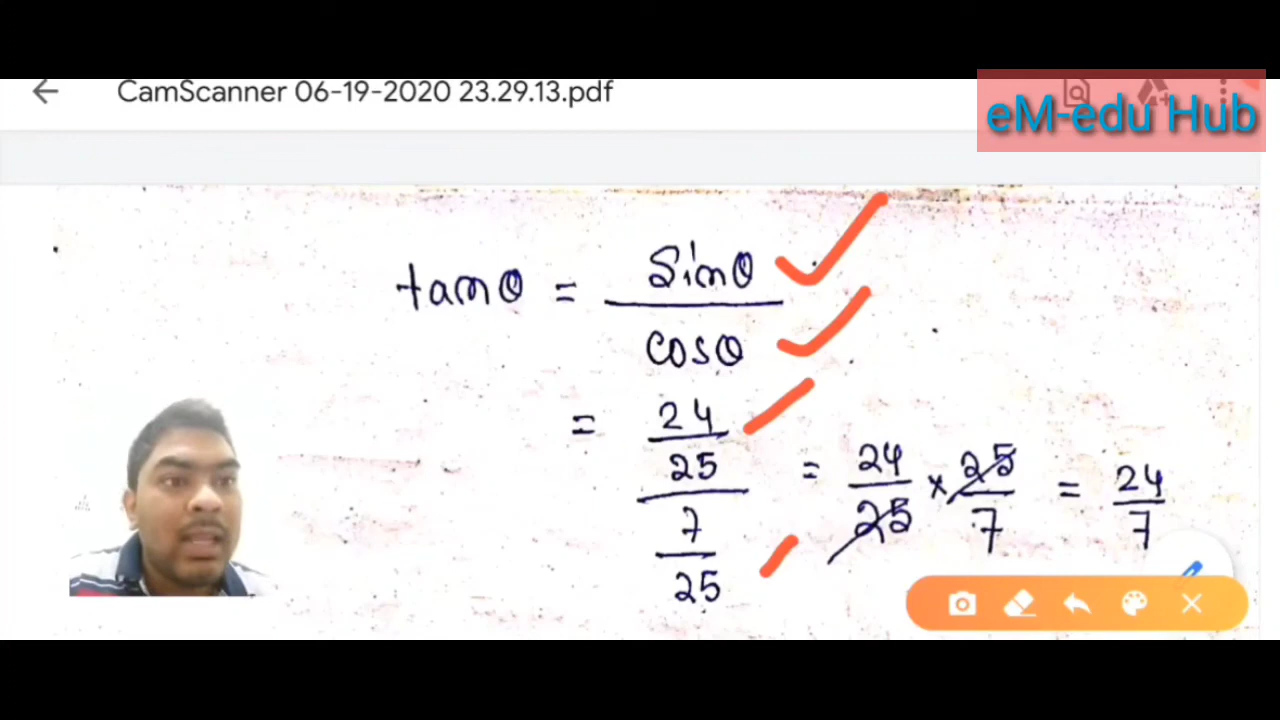 CamScanner 06-19-2020 23.29.13.pdf
eM-edu Hub
tanθ = Sinθ / cosθ
= 24/25 / 7/25 = 24/25 × 25/7 = 24/7